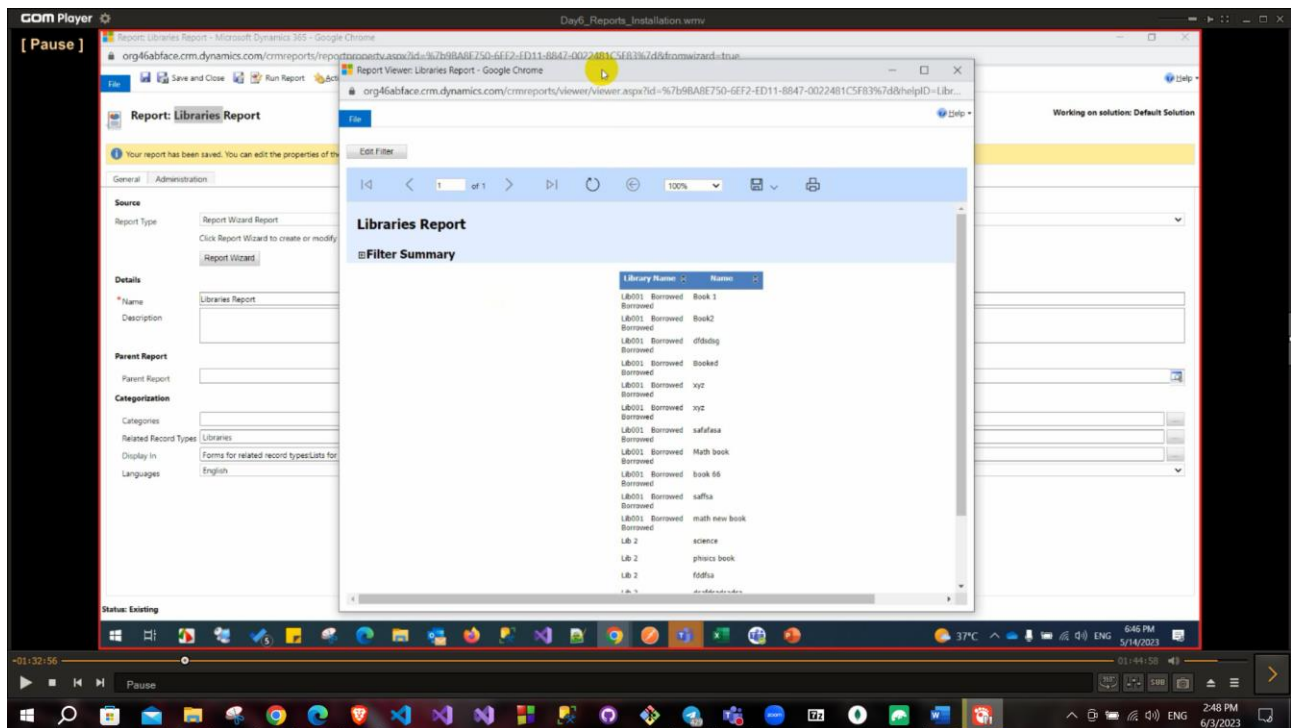 GOM Player
Day6_Reports_Installation.wmv
[ Pause ]
Report: Libraries Report - Microsoft Dynamics 365 - Google Chrome
org46abface.crm.dynamics.com/crmreports/reportproperty.aspx?id=%7b9BA8E750-6EF2-ED11-8847-0022481C5F83%7d&fromwizard=true
File
Save and Close
Run Report
Acti
Help
Report: Libraries Report
Working on solution: Default Solution
Your report has been saved. You can edit the properties of th
General
Administration
Source
Report Type
Report Wizard Report
Click Report Wizard to create or modify
Report Wizard
Details
*Name
Libraries Report
Description
Parent Report
Parent Report
Categorization
Categories
Related Record Types
Libraries
Display In
Forms for related record types;Lists for
Languages
English
Status: Existing
Report Viewer: Libraries Report - Google Chrome
org46abface.crm.dynamics.com/crmreports/viewer/viewer.aspx?id=%7b9BA8E750-6EF2-ED11-8847-0022481C5F83%7d&helpID=Libr...
File
Help
Edit Filter
1 of 1
100%
Libraries Report
Filter Summary
Library Name Name
Lib001 Borrowed Book 1
Borrowed
Lib001 Borrowed Book2
Borrowed
Lib001 Borrowed dfdsdsg
Borrowed
Lib001 Borrowed Booked
Borrowed
Lib001 Borrowed xyz
Borrowed
Lib001 Borrowed xyz
Borrowed
Lib001 Borrowed safafasa
Borrowed
Lib001 Borrowed Math book
Borrowed
Lib001 Borrowed book 66
Borrowed
Lib001 Borrowed saffsa
Borrowed
Lib001 Borrowed math new book
Borrowed
Lib 2 science
Lib 2 phisics book
Lib 2 fddfsa
Lib 2
37°C
ENG
6:46 PM
5/14/2023
-01:32:56
01:44:58
Pause
360°
SUB
ENG
2:48 PM
6/3/2023